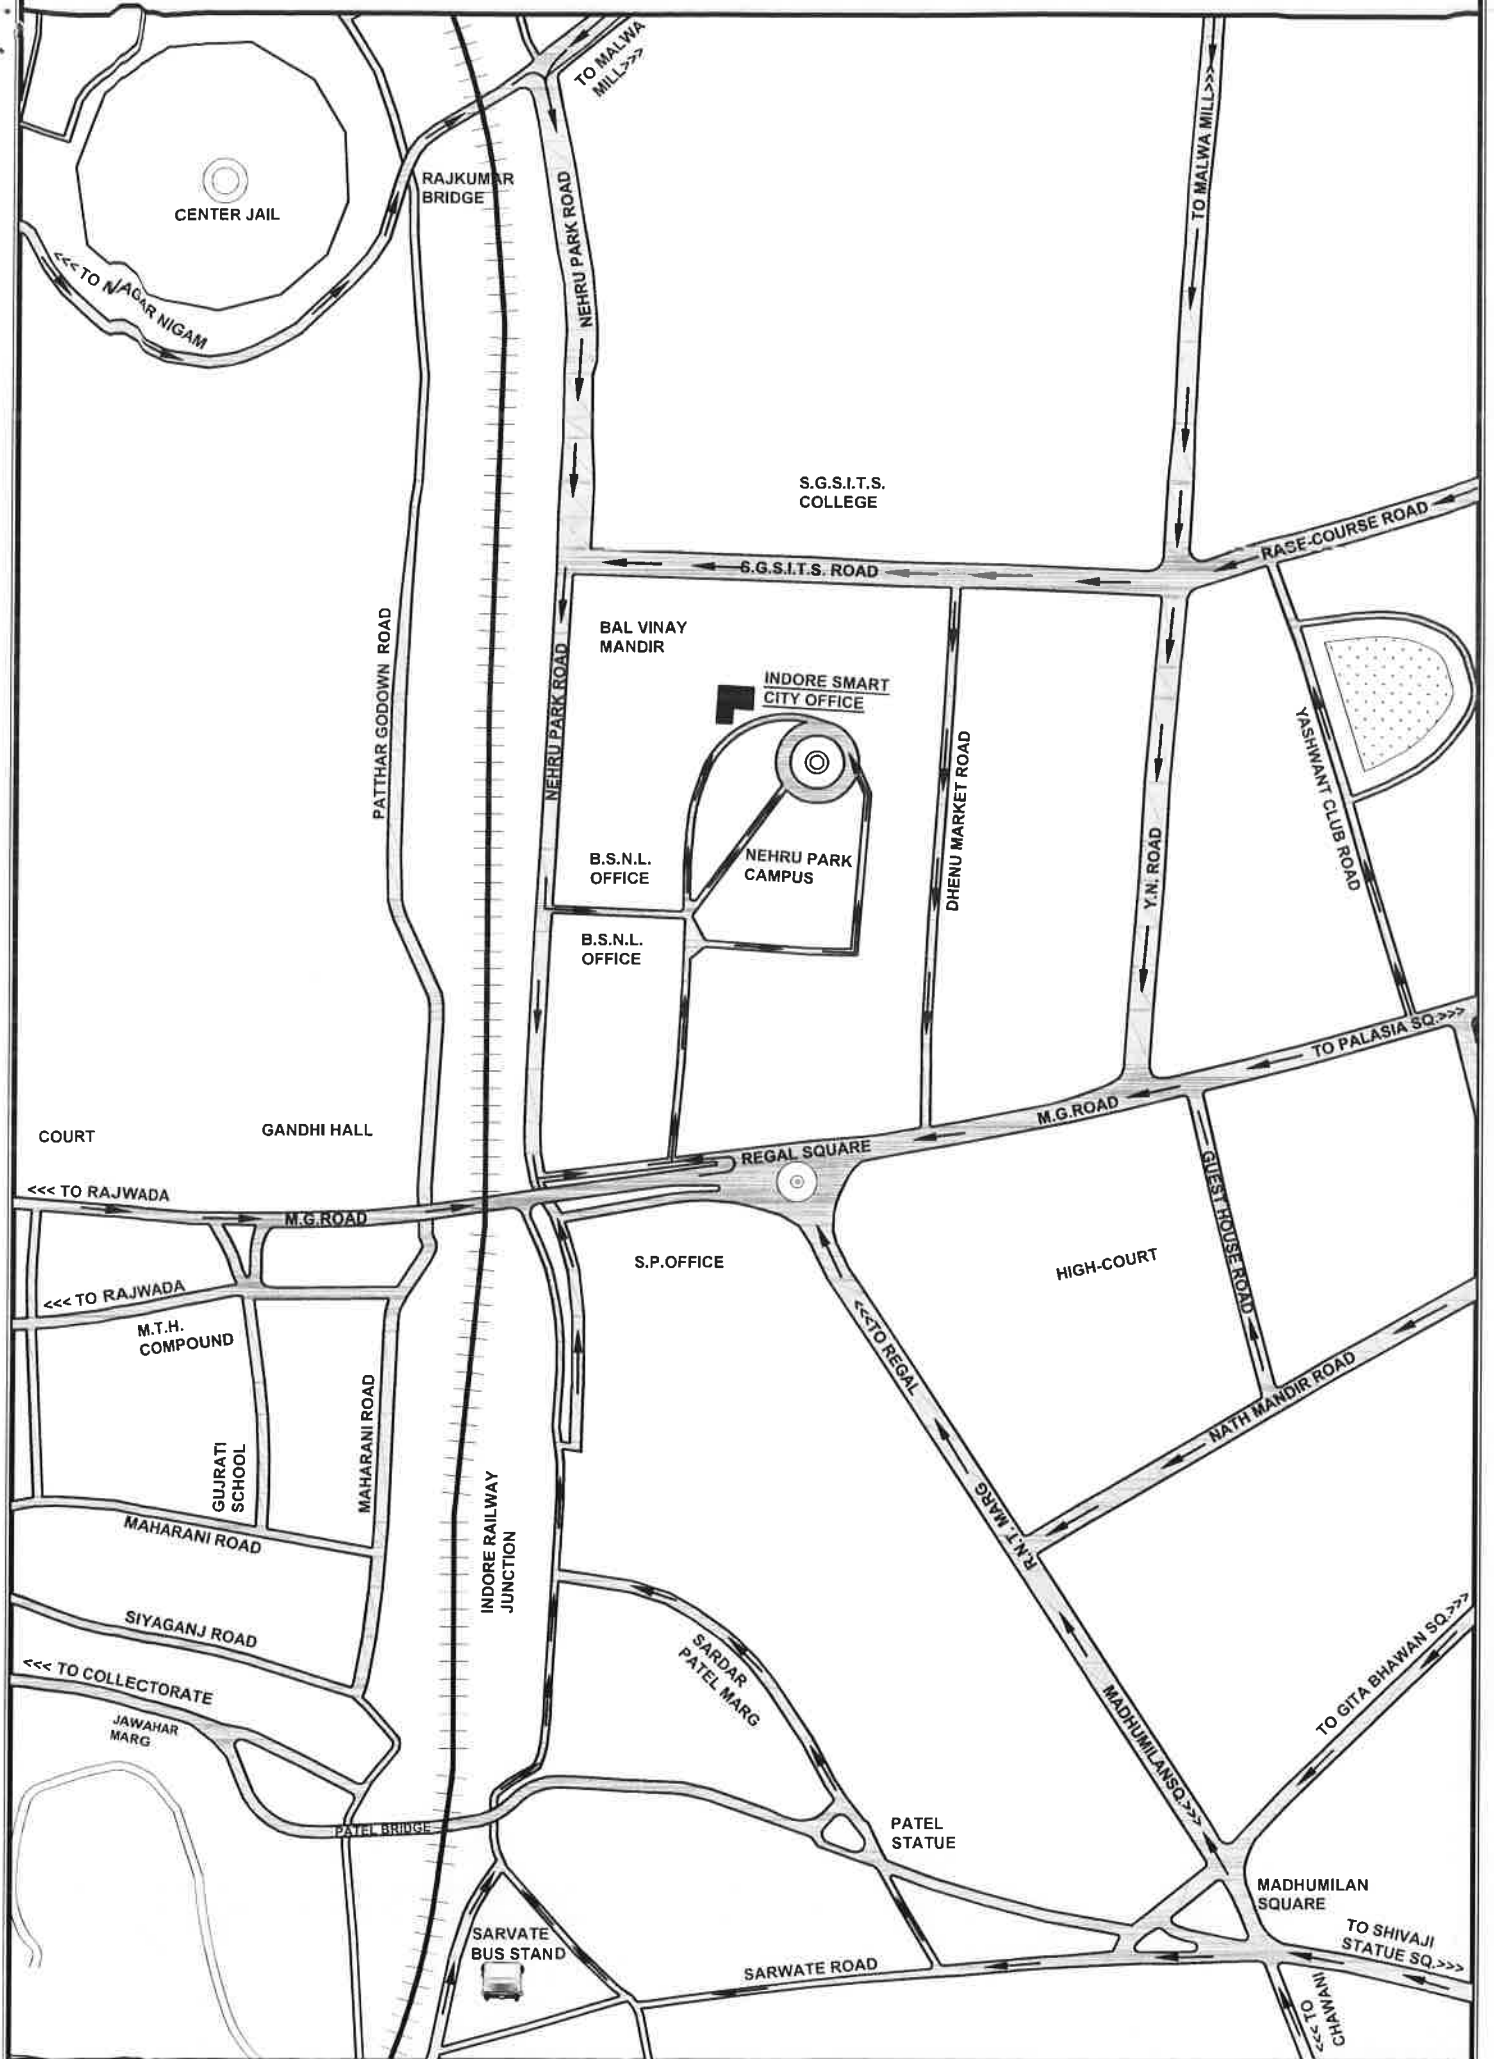 TO MALWA
MILL>>>
TO MALWA MILL>>>
RAJKUMAR
BRIDGE
CENTER JAIL
<<< TO NAGAR NIGAM
NEHRU PARK ROAD
S.G.S.I.T.S.
COLLEGE
RASE-COURSE ROAD
S.G.S.I.T.S. ROAD
PATTHAR GODOWN ROAD
BAL VINAY
MANDIR
NEHRU PARK ROAD
INDORE SMART
CITY OFFICE
YASHWANT CLUB ROAD
DHENU MARKET ROAD
Y.N. ROAD
B.S.N.L.
OFFICE
NEHRU PARK
CAMPUS
B.S.N.L.
OFFICE
TO PALASIA SQ.>>>
M.G.ROAD
COURT
GANDHI HALL
REGAL SQUARE
<<< TO RAJWADA
M.G.ROAD
GUEST HOUSE ROAD
S.P.OFFICE
HIGH-COURT
<<< TO RAJWADA
M.T.H.
COMPOUND
<<<TO REGAL
NATH MANDIR ROAD
MAHARANI ROAD
GUJRATI
SCHOOL
INDORE RAILWAY
JUNCTION
R.N.T. MARG
MAHARANI ROAD
SIYAGANJ ROAD
SARDAR
PATEL MARG
TO GITA BHAWAN SQ.>>>
<<< TO COLLECTORATE
JAWAHAR
MARG
MADHUMILANSQ.>>>
PATEL BRIDGE
PATEL
STATUE
MADHUMILAN
SQUARE
SARVATE
BUS STAND
TO SHIVAJI
STATUE SQ.>>>
SARWATE ROAD
<<< TO
CHAWANI